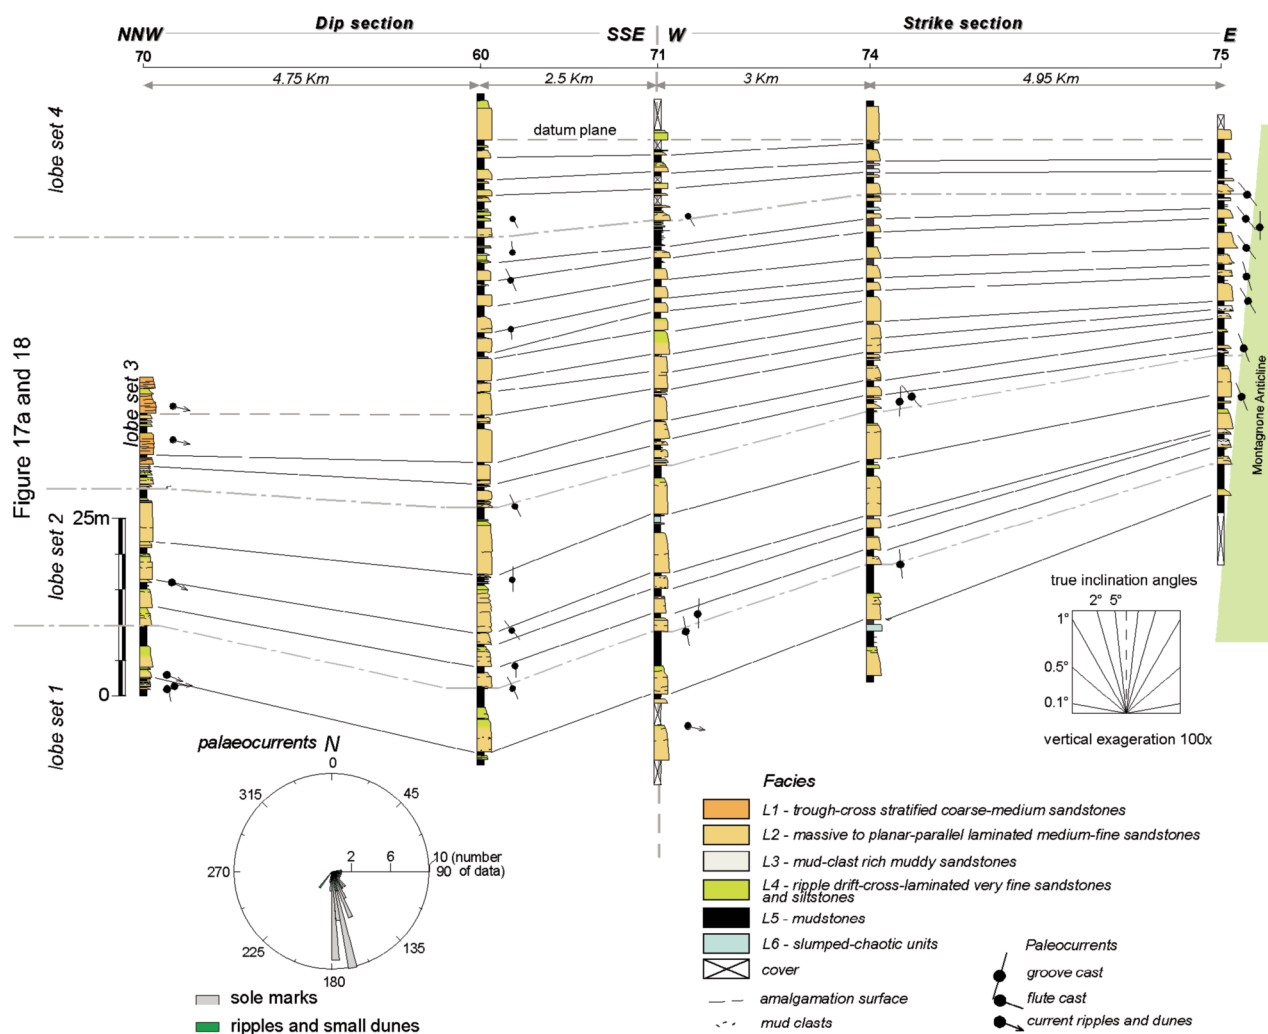 Dip section
Strike section
NNW
SSE
W
E
70
60
71
74
75
4.75 Km
2.5 Km
3 Km
4.95 Km
datum plane
lobe set 4
lobe set 3
lobe set 2
lobe set 1
Figure 17a and 18
25m
0
Montagnone Anticline
true inclination angles
2° 5°
1°
0.5°
0.1°
vertical exageration 100x
palaeocurrents N
0
45
90
135
180
225
270
315
2
6
10 (number
of data)
sole marks
ripples and small dunes
Facies
L1 - trough-cross stratified coarse-medium sandstones
L2 - massive to planar-parallel laminated medium-fine sandstones
L3 - mud-clast rich muddy sandstones
L4 - ripple drift-cross-laminated very fine sandstones
and siltstones
L5 - mudstones
L6 - slumped-chaotic units
cover
amalgamation surface
mud clasts
Paleocurrents
groove cast
flute cast
current ripples and dunes